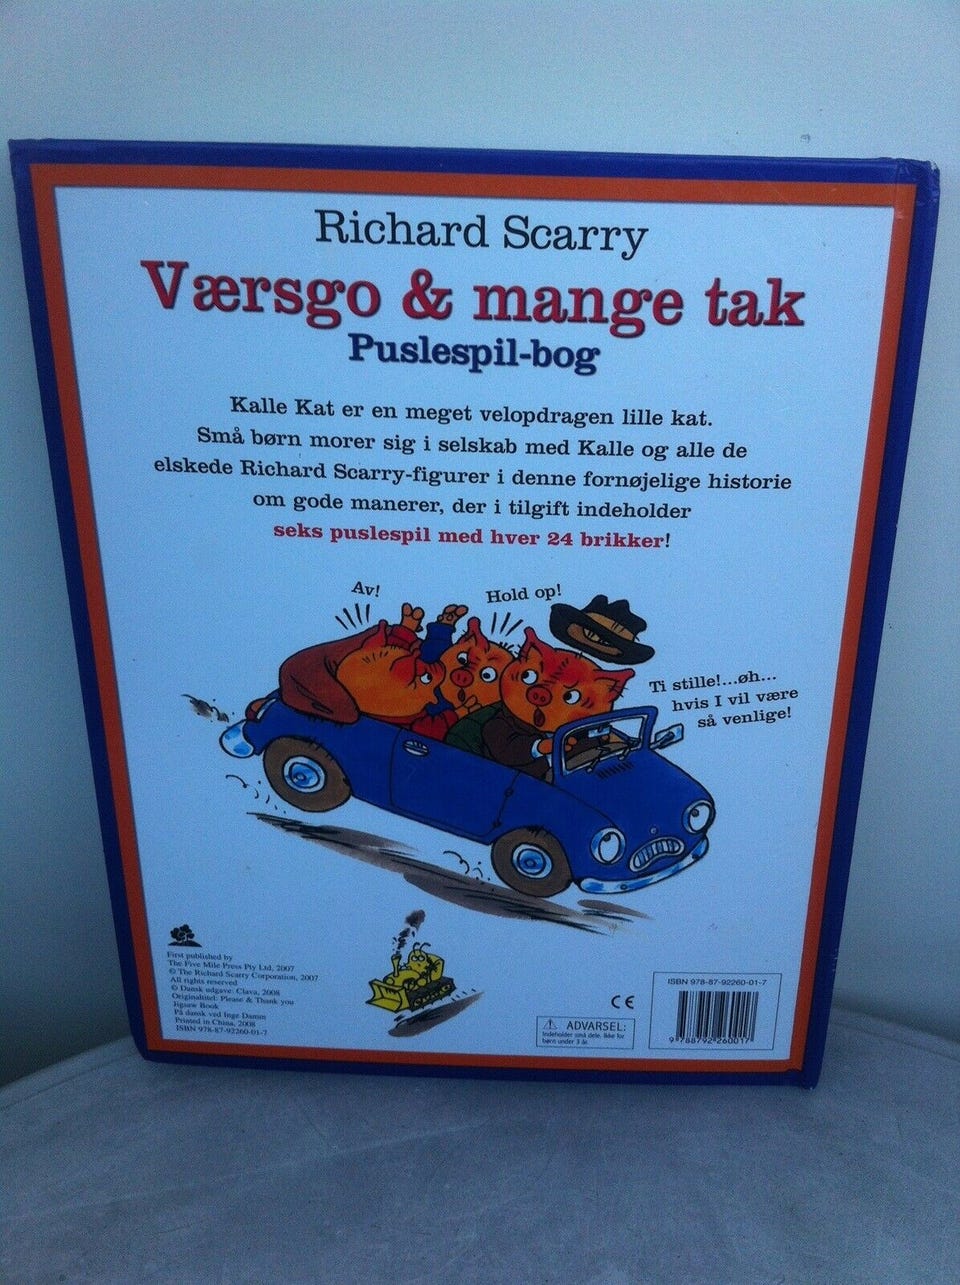 Richard Scarry
Værsgo & mange tak
Puslespil-bog
Kalle Kat er en meget velopdragen lille kat.
Små børn morer sig i selskab med Kalle og alle de
elskede Richard Scarry-figurer i denne fornøjelige historie
om gode manerer, der i tilgift indeholder
seks puslespil med hver 24 brikker!
Av!
Hold op!
Ti stille!...øh...
hvis I vil være
så venlige!
First published by
The Five Mile Press Pty Ltd, 2007
© The Richard Scarry Corporation, 2007
All rights reserved
© Dansk udgave: Clava, 2008
Originaltitel: Please & Thank you
Jigsaw Book
På dansk ved Inge Damm
Printed in China, 2008
ISBN 978-87-92260-01-7
CE
ADVARSEL:
Indeholder små dele. Ikke for
børn under 3 år.
ISBN 978-87-92260-01-7
9 788792 260017